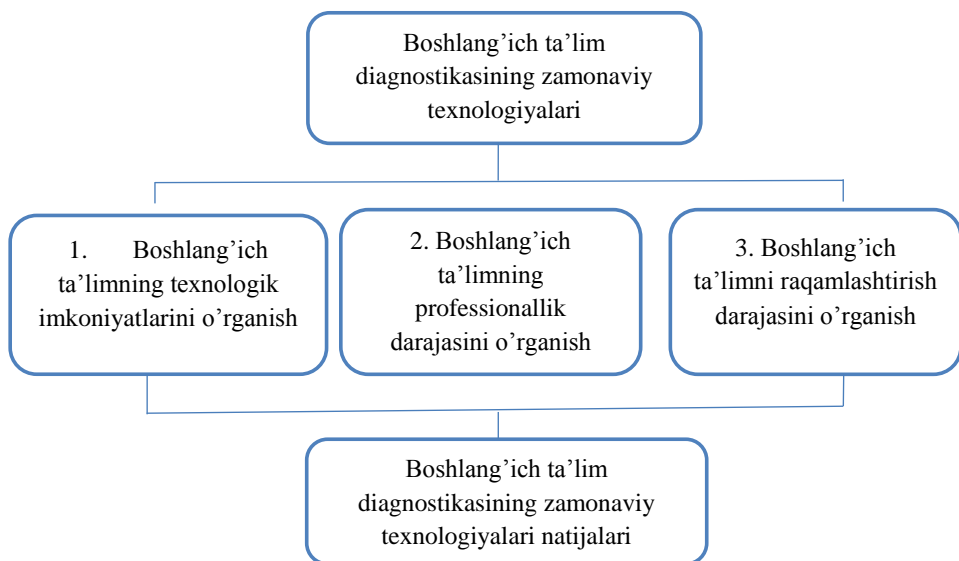 Boshlang’ich ta’lim
diagnostikasining zamonaviy
texnologiyalari
1. Boshlang’ich
ta’limning texnologik
imkoniyatlarini o’rganish
2. Boshlang’ich
ta’limning
professionallik
darajasini o’rganish
3. Boshlang’ich
ta’limni raqamlashtirish
darajasini o’rganish
Boshlang’ich ta’lim
diagnostikasining zamonaviy
texnologiyalari natijalari